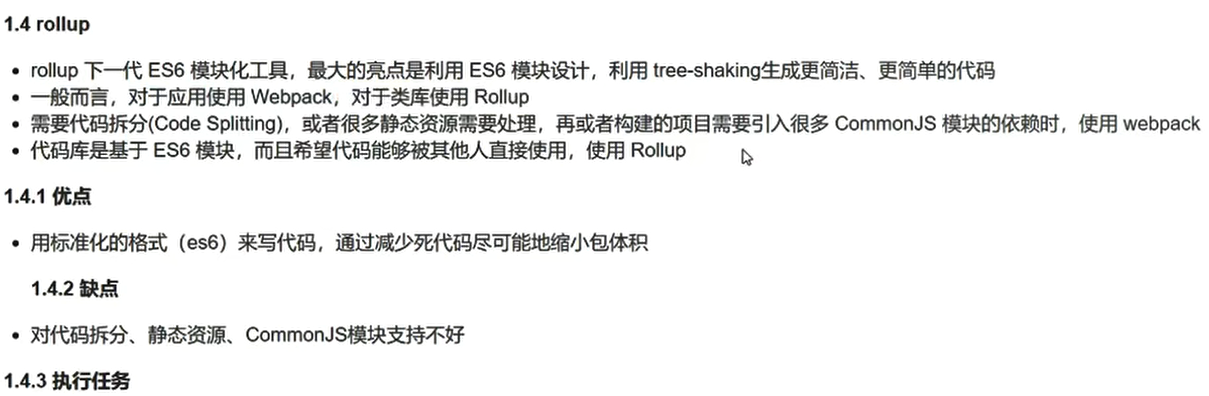 1.4 rollup
• rollup 下一代 ES6 模块化工具，最大的亮点是利用 ES6 模块设计，利用 tree-shaking生成更简洁、更简单的代码
• 一般而言，对于应用使用 Webpack，对于类库使用 Rollup
• 需要代码拆分(Code Splitting)，或者很多静态资源需要处理，再或者构建的项目需要引入很多 CommonJS 模块的依赖时，使用 webpack
• 代码库是基于 ES6 模块，而且希望代码能够被其他人直接使用，使用 Rollup
1.4.1 优点
• 用标准化的格式（es6）来写代码，通过减少死代码尽可能地缩小包体积
1.4.2 缺点
• 对代码拆分、静态资源、CommonJS模块支持不好
1.4.3 执行任务